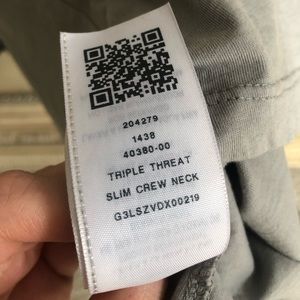 204279
1438
40380-00
TRIPLE THREAT
SLIM CREW NECK
G3LSZVDX00219